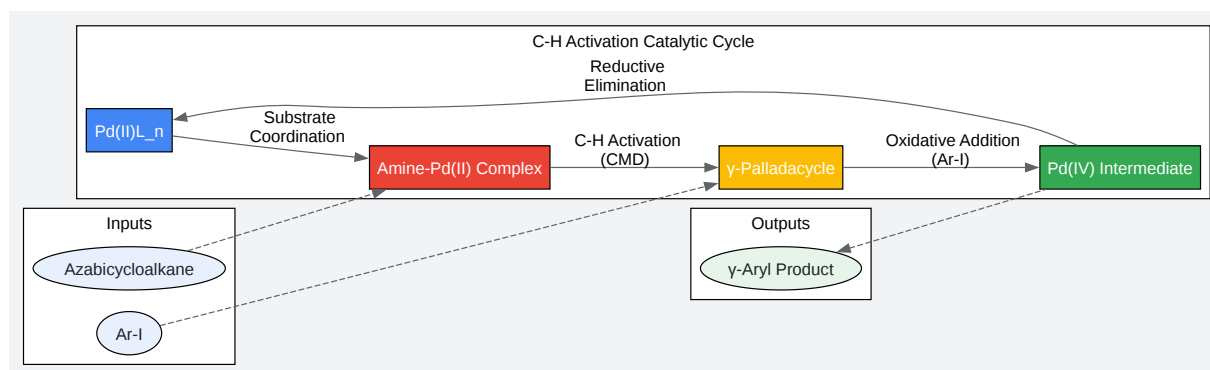 C-H Activation Catalytic Cycle
Reductive
Elimination
Substrate
Coordination
Pd(II)L_n
C-H Activation
(CMD)
Oxidative Addition
(Ar-I)
Amine-Pd(II) Complex
γ-Palladacycle
Pd(IV) Intermediate
Inputs
Azabicycloalkane
Ar-I
Outputs
γ-Aryl Product